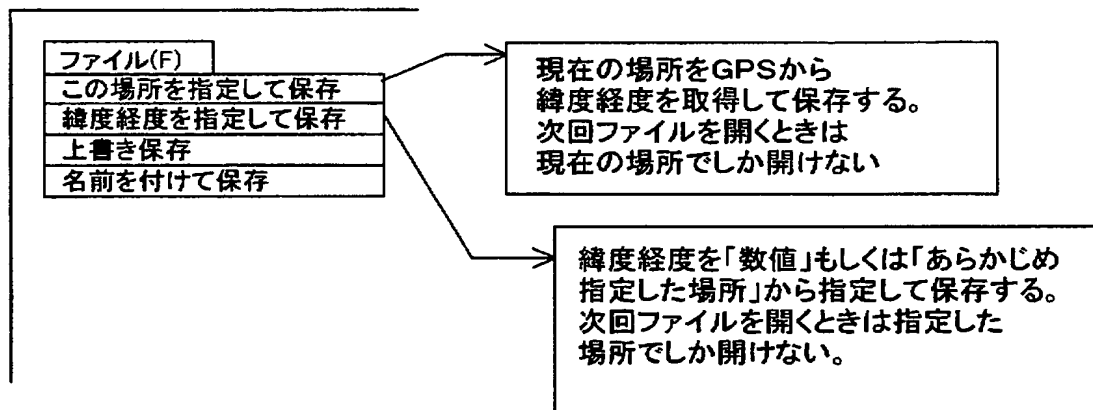 ファイル(F)
この場所を指定して保存
緯度経度を指定して保存
上書き保存
名前を付けて保存
現在の場所をGPSから
緯度経度を取得して保存する。
次回ファイルを開くときは
現在の場所でしか開けない
緯度経度を「数値」もしくは「あらかじめ
指定した場所」から指定して保存する。
次回ファイルを開くときは指定した
場所でしか開けない。